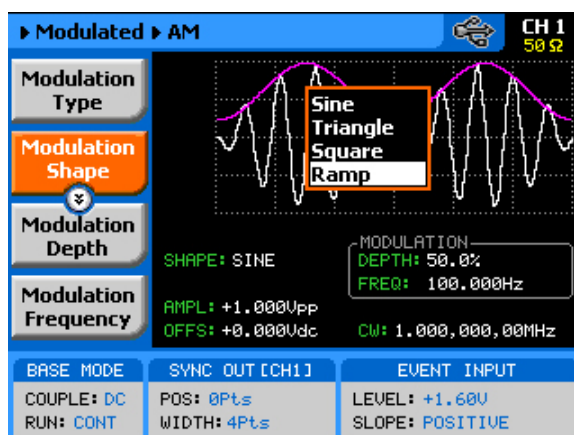 ▶ Modulated ▶ AM
CH 1
50 Ω
Modulation
Type
Modulation
Shape
Modulation
Depth
Modulation
Frequency
Sine
Triangle
Square
Ramp
SHAPE: SINE
MODULATION
DEPTH: 50.0%
FREQ: 100.000Hz
AMPL: +1.000Vpp
OFFS: +0.000Vdc
CW: 1.000,000,00MHz
BASE MODE
COUPLE: DC
RUN: CONT
SYNC OUT [CH1]
POS: 0Pts
WIDTH: 4Pts
EVENT INPUT
LEVEL: +1.60V
SLOPE: POSITIVE